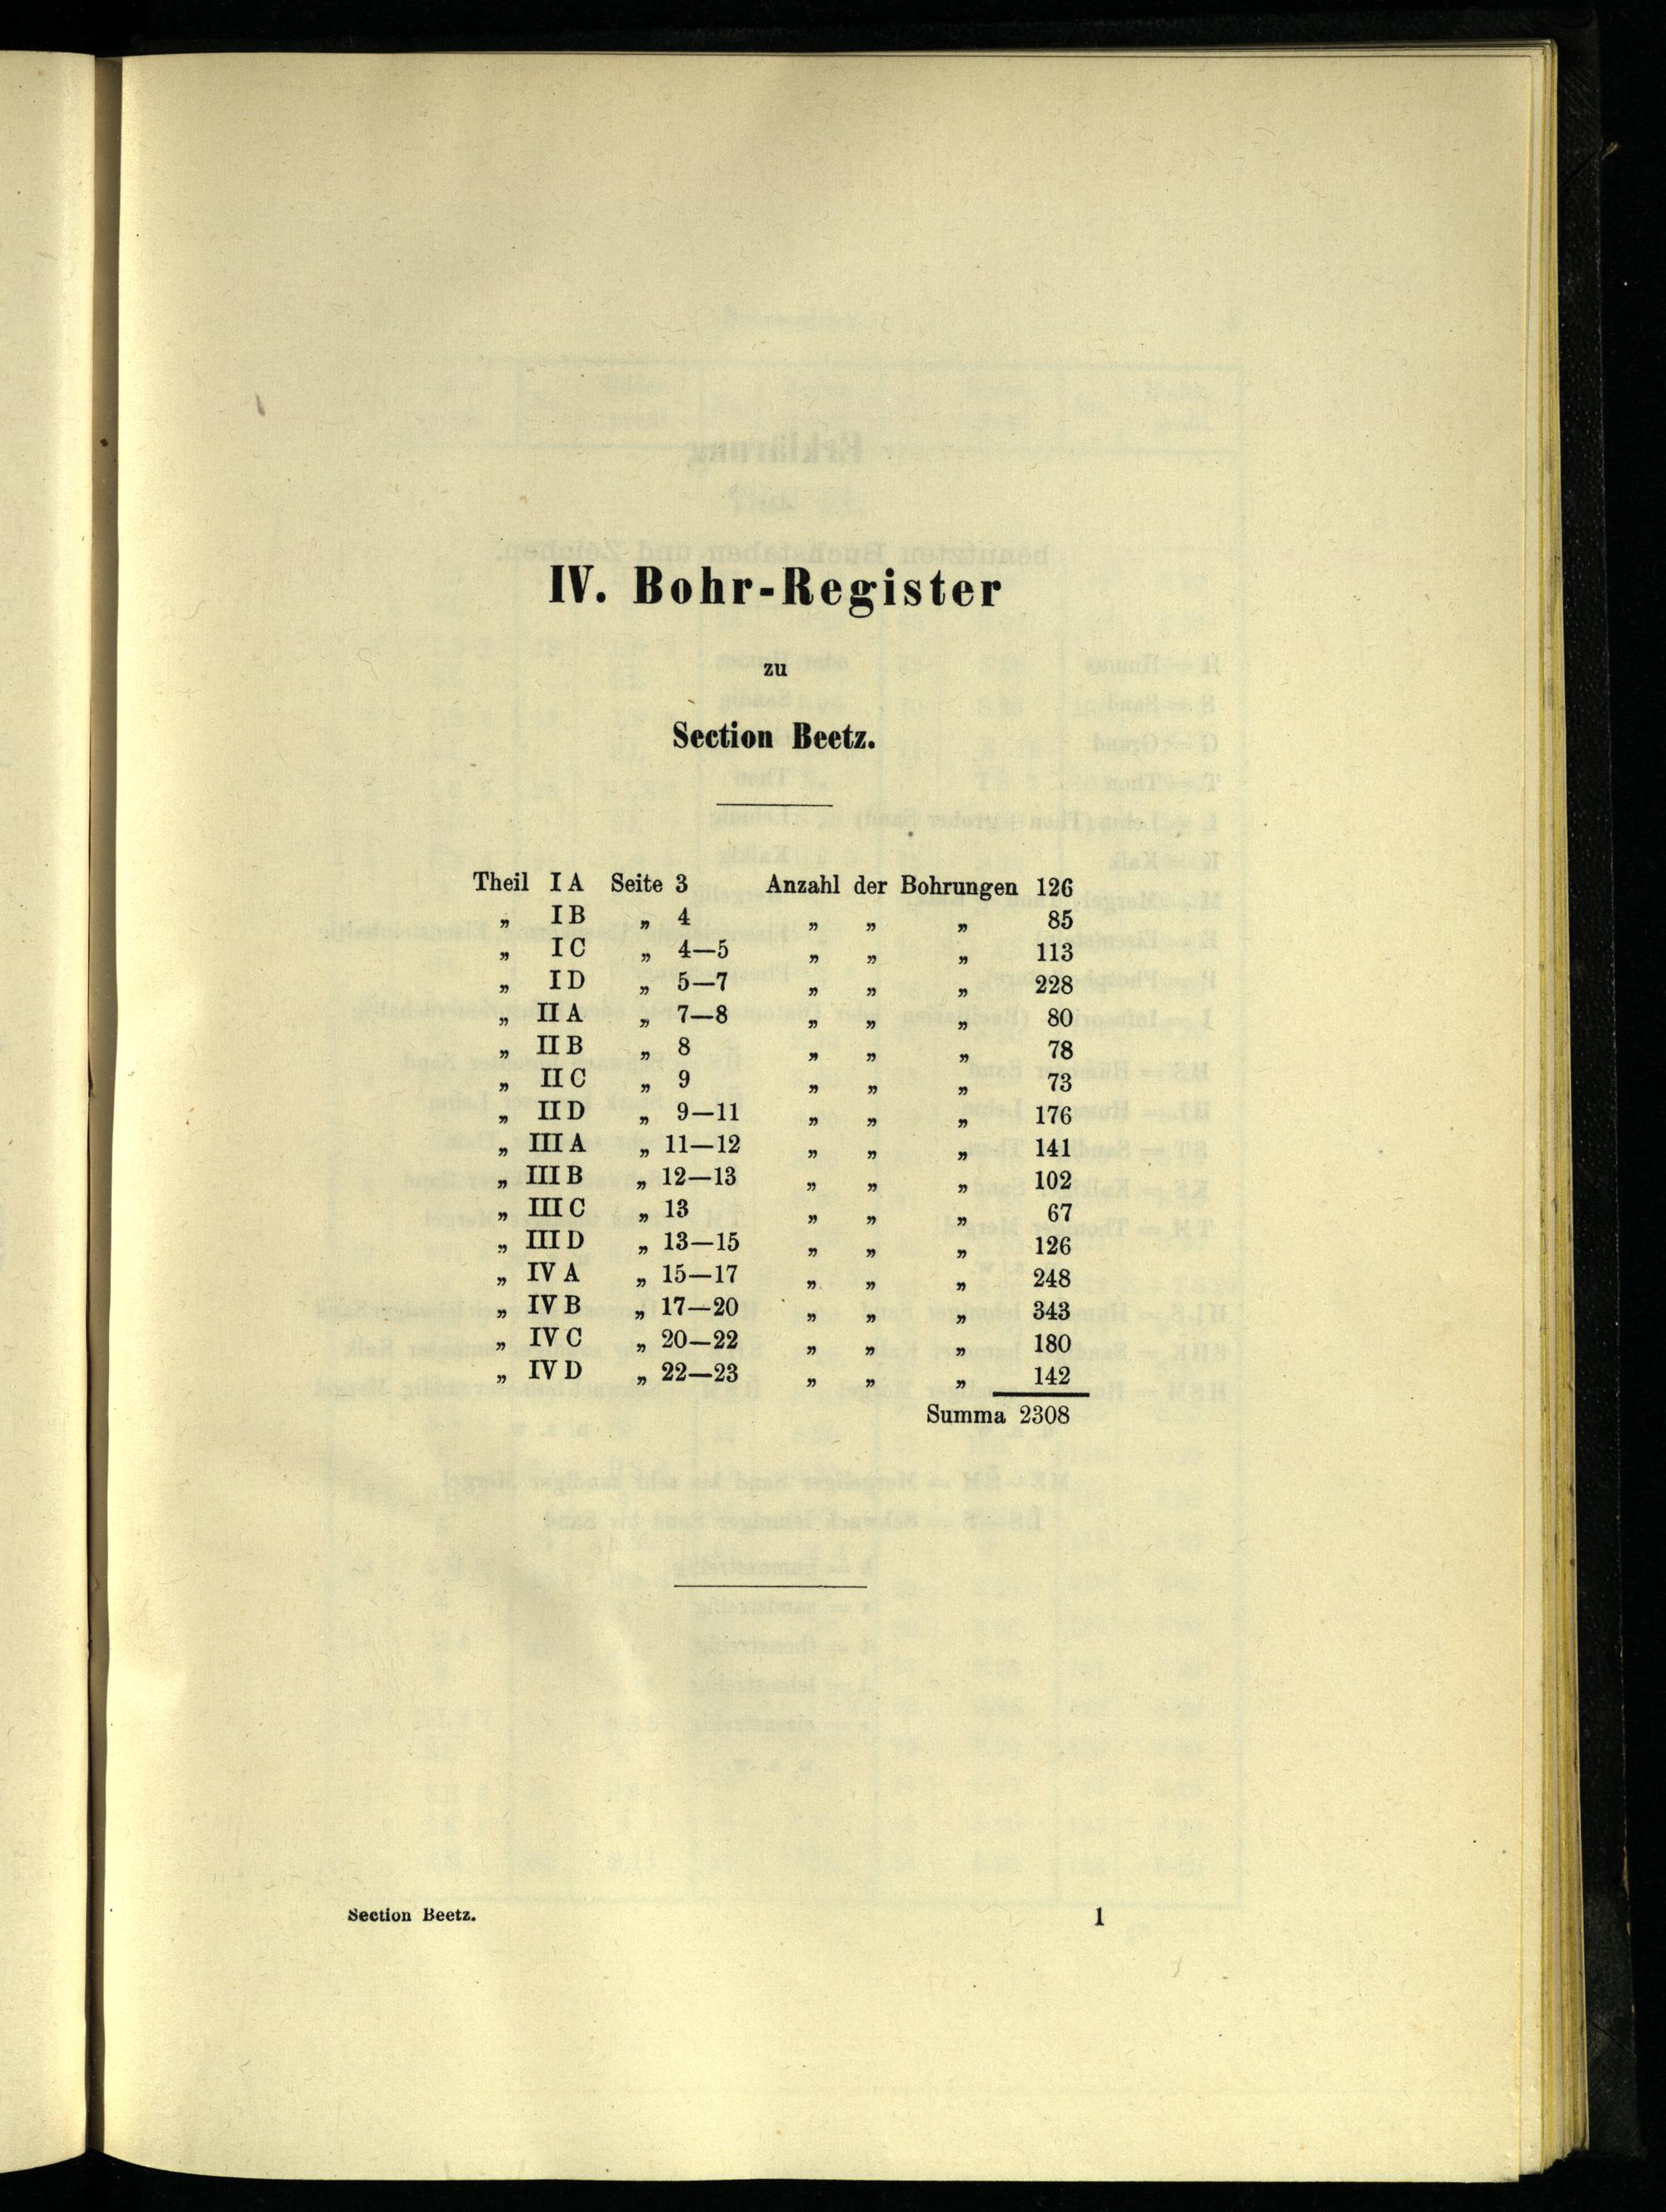 IV. Bohr-Register
zu
Section Beetz.
Theil I A Seite 3 Anzahl der Bohrungen 126
„ I B „ 4 „ „ „ 85
„ I C „ 4—5 „ „ „ 113
„ I D „ 5—7 „ „ „ 228
„ II A „ 7—8 „ „ „ 80
„ II B „ 8 „ „ „ 78
„ II C „ 9 „ „ „ 73
„ II D „ 9—11 „ „ „ 176
„ III A „ 11—12 „ „ „ 141
„ III B „ 12—13 „ „ „ 102
„ III C „ 13 „ „ „ 67
„ III D „ 13—15 „ „ „ 126
„ IV A „ 15—17 „ „ „ 248
„ IV B „ 17—20 „ „ „ 343
„ IV C „ 20—22 „ „ „ 180
„ IV D „ 22—23 „ „ „ 142
Summa 2308
Section Beetz. 1